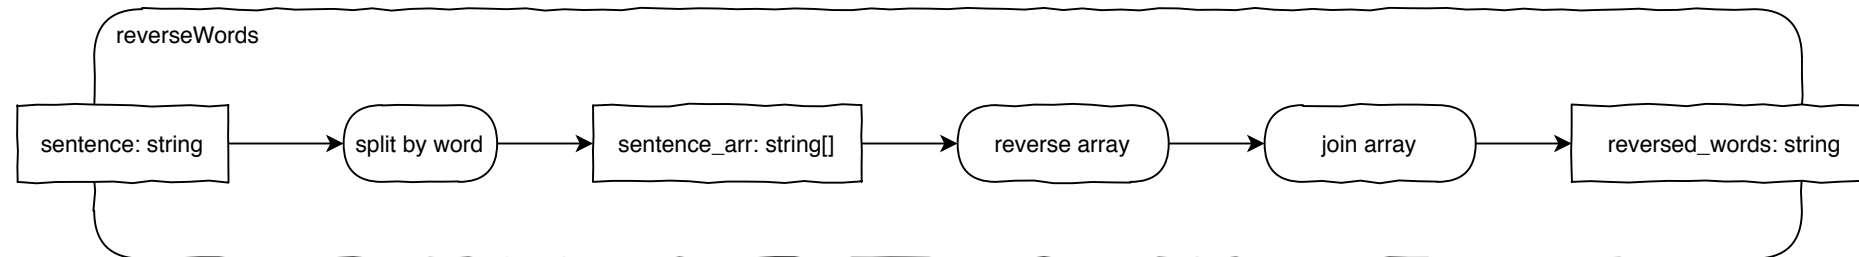 reverseWords
sentence: string
split by word
sentence_arr: string[]
reverse array
join array
reversed_words: string